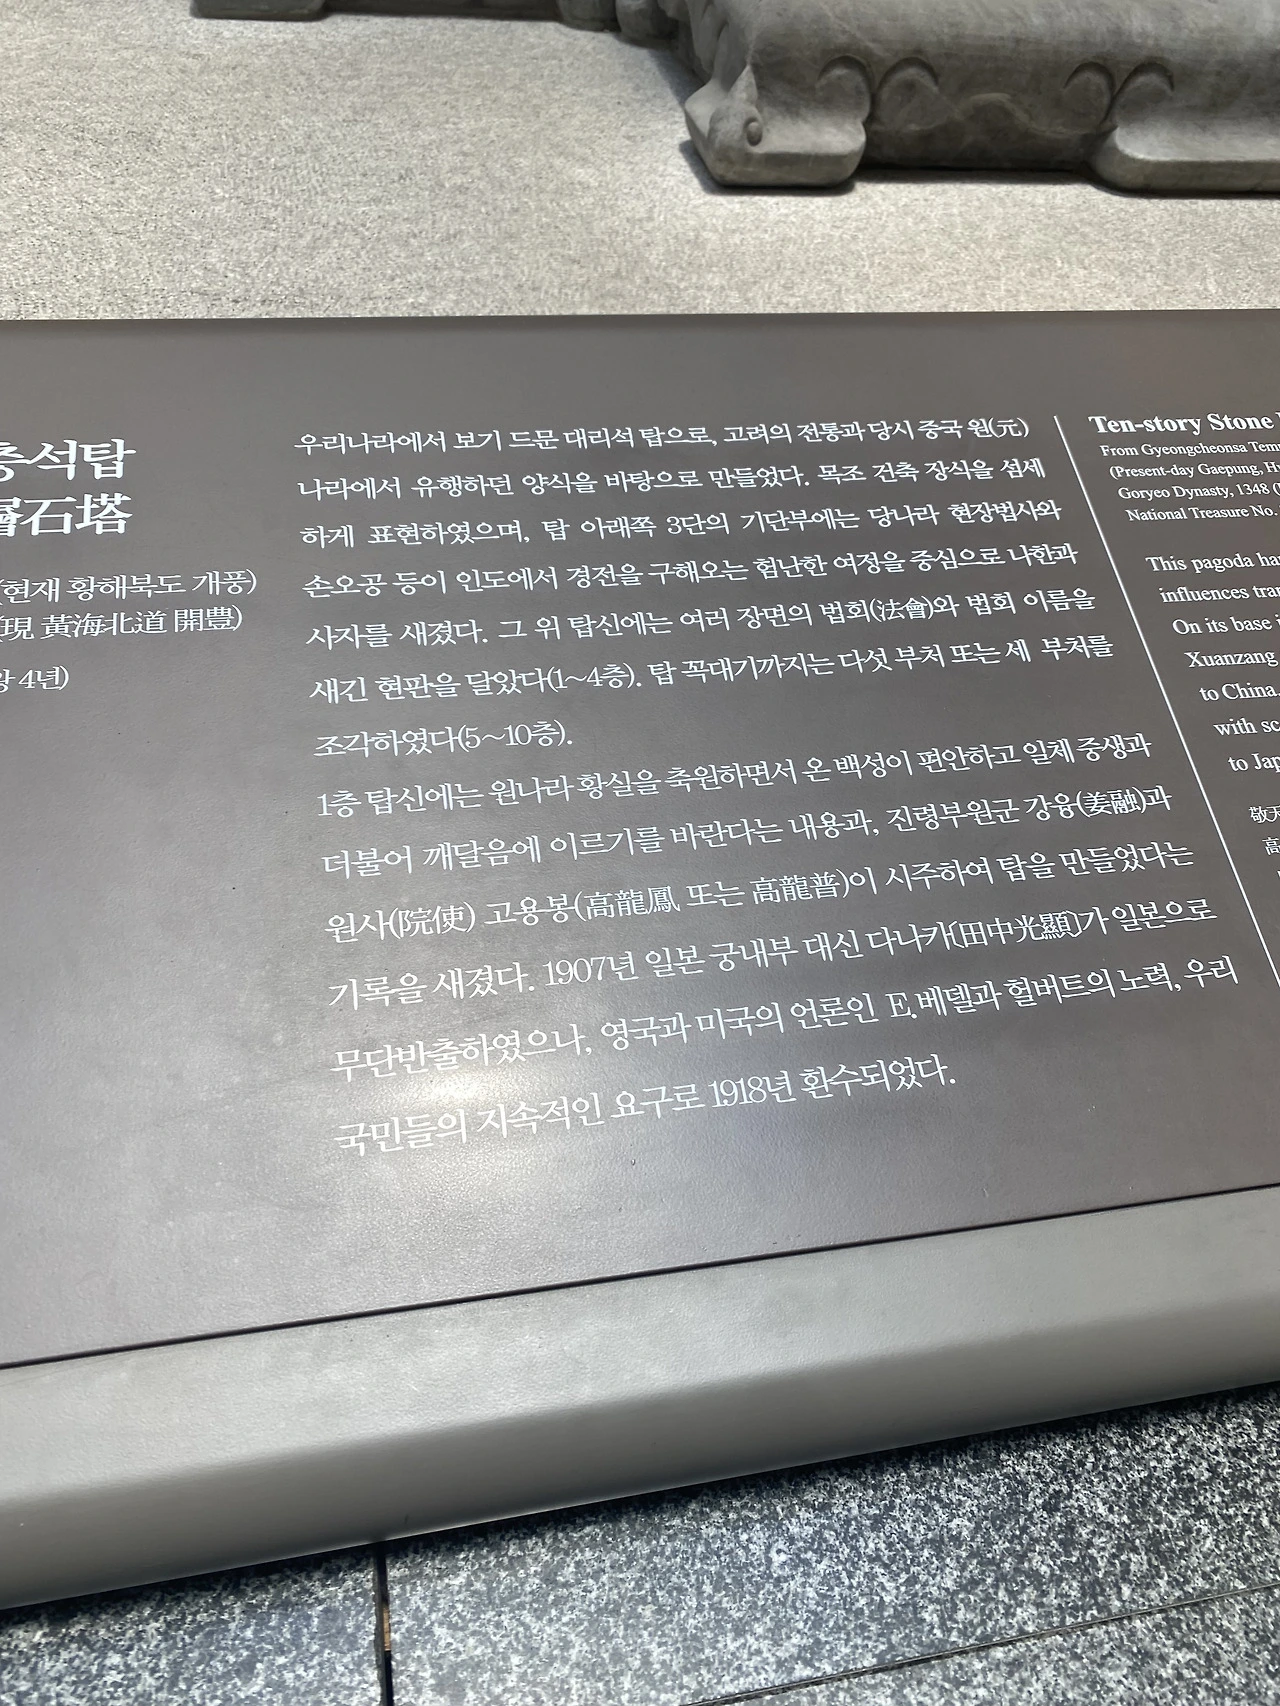 층석탑
層石塔
(현재 황해북도 개풍)
(現 黃海北道 開豊)
왕 4년)
우리나라에서 보기 드문 대리석 탑으로, 고려의 전통과 당시 중국 원(元)
나라에서 유행하던 양식을 바탕으로 만들었다. 목조 건축 장식을 섬세
하게 표현하였으며, 탑 아래쪽 3단의 기단부에는 당나라 현장법사와
손오공 등이 인도에서 경전을 구해오는 험난한 여정을 중심으로 나한과
사자를 새겼다. 그 위 탑신에는 여러 장면의 법회(法會)와 법회 이름을
새긴 현판을 달았다(1~4층). 탑 꼭대기까지는 다섯 부처 또는 세 부처를
조각하였다(5~10층).
1층 탑신에는 원나라 황실을 축원하면서 온 백성이 편안하고 일체 중생과
더불어 깨달음에 이르기를 바란다는 내용과, 진령부원군 강융(姜融)과
원사(院使) 고용봉(高龍鳳 또는 高龍普)이 시주하여 탑을 만들었다는
기록을 새겼다. 1907년 일본 궁내부 대신 다나카(田中光顯)가 일본으로
무단반출하였으나, 영국과 미국의 언론인 E.베델과 헐버트의 노력, 우리
국민들의 지속적인 요구로 1918년 환수되었다.
Ten-story Stone
From Gyeongcheonsa Tem
(Present-day Gaepung, H
Goryeo Dynasty, 1348 (
National Treasure No.
This pagoda ha
influences tra
On its base i
Xuanzang
to China.
with sc
to Jap
敬天
高